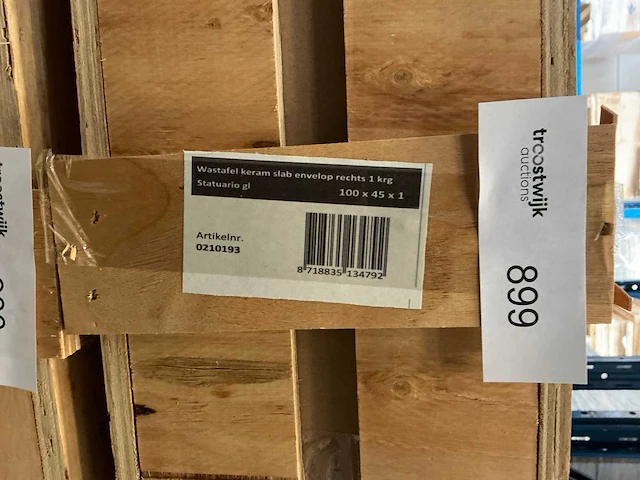 Wastafel keram slab envelop rechts 1 krg
Statuario gl
100 x 45 x 1
Artikelnr.
0210193
8 718835 134792
troostwijk
auctions
899